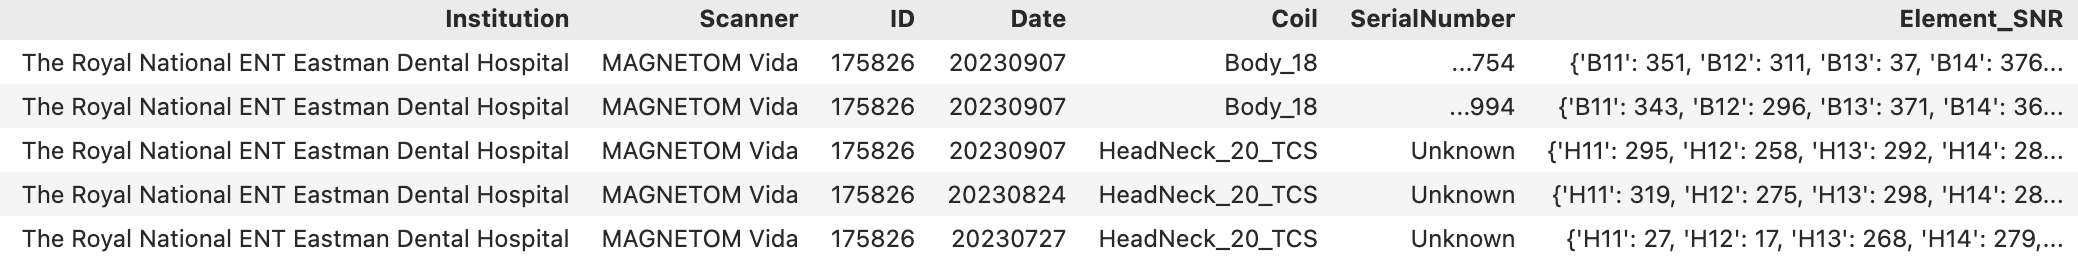 Institution Scanner ID Date Coil SerialNumber Element_SNR
The Royal National ENT Eastman Dental Hospital MAGNETOM Vida 175826 20230907 Body_18 ...754 {'B11': 351, 'B12': 311, 'B13': 37, 'B14': 376...
The Royal National ENT Eastman Dental Hospital MAGNETOM Vida 175826 20230907 Body_18 ...994 {'B11': 343, 'B12': 296, 'B13': 371, 'B14': 36...
The Royal National ENT Eastman Dental Hospital MAGNETOM Vida 175826 20230907 HeadNeck_20_TCS Unknown {'H11': 295, 'H12': 258, 'H13': 292, 'H14': 28...
The Royal National ENT Eastman Dental Hospital MAGNETOM Vida 175826 20230824 HeadNeck_20_TCS Unknown {'H11': 319, 'H12': 275, 'H13': 298, 'H14': 28...
The Royal National ENT Eastman Dental Hospital MAGNETOM Vida 175826 20230727 HeadNeck_20_TCS Unknown {'H11': 27, 'H12': 17, 'H13': 268, 'H14': 279,...